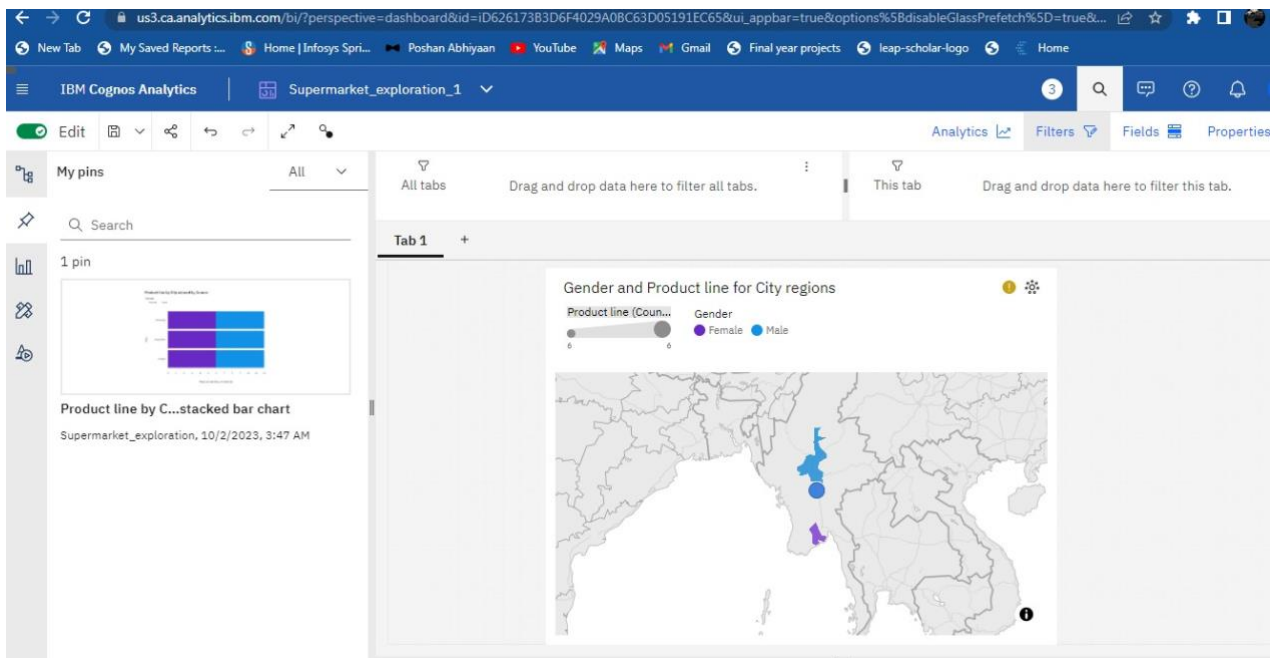 us3.ca.analytics.ibm.com/bi/?perspective=dashboard&id=iD626173B3D6F4029A0BC63D05191EC65&ui_appbar=true&options%5BdisableGlassPrefetch%5D=true&...
New Tab My Saved Reports :... Home | Infosys Spri... Poshan Abhiyaan YouTube Maps Gmail Final year projects leap-scholar-logo Home
IBM Cognos Analytics Supermarket_exploration_1 3
Edit Analytics Filters Fields Properties
My pins All
All tabs Drag and drop data here to filter all tabs. This tab Drag and drop data here to filter this tab.
Search
Tab 1 +
1 pin
Gender and Product line for City regions
Product line (Coun... Gender
Female Male
6 6
Product line by C...stacked bar chart
Supermarket_exploration, 10/2/2023, 3:47 AM